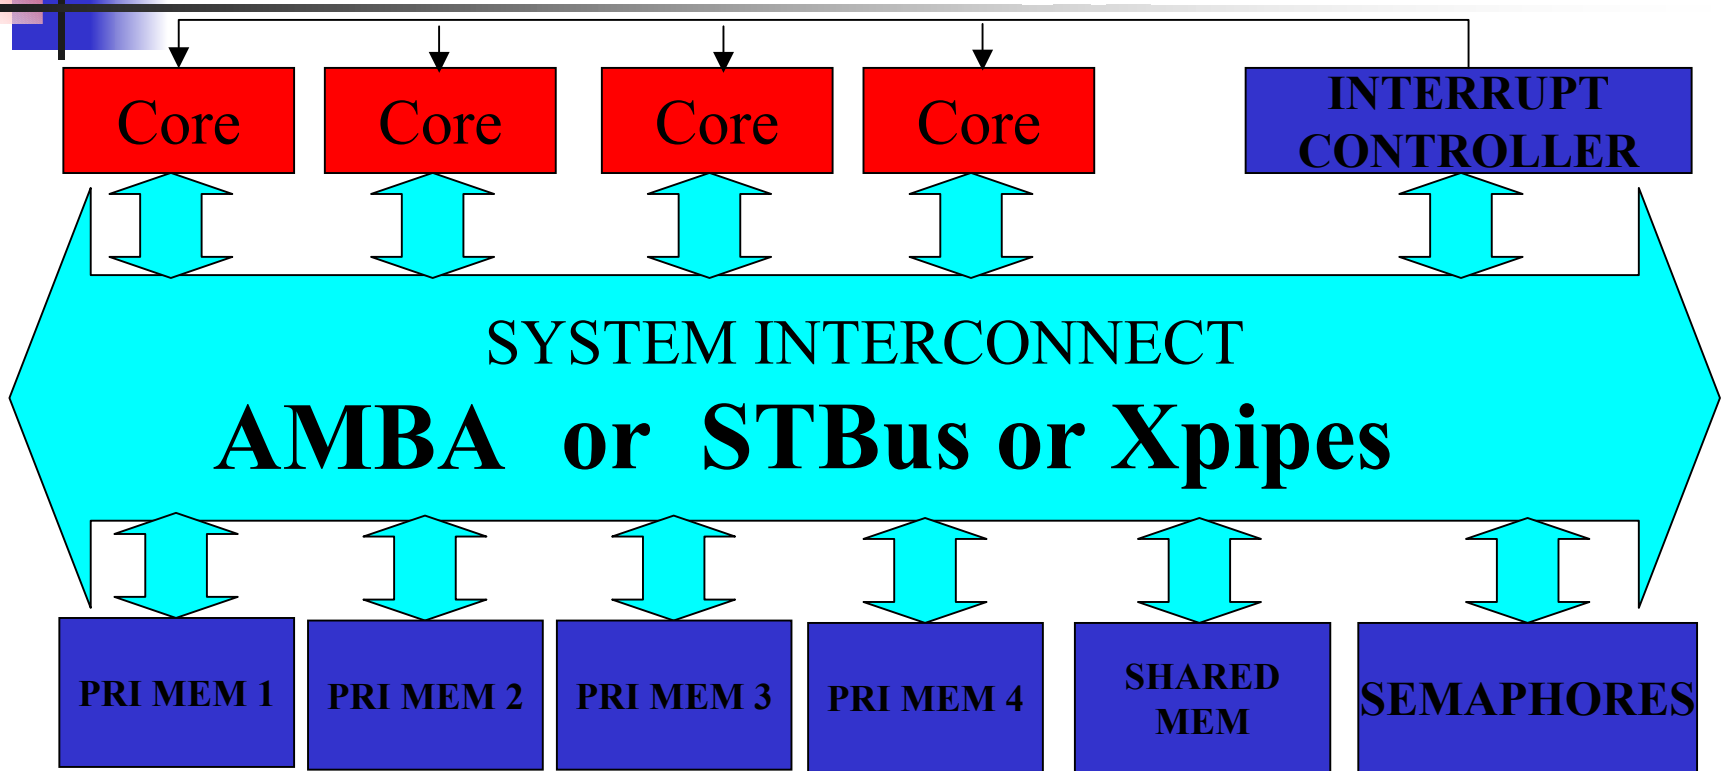 Core
Core
Core
Core
INTERRUPT
CONTROLLER
SYSTEM INTERCONNECT
AMBA or STBus or Xpipes
PRI MEM 1
PRI MEM 2
PRI MEM 3
PRI MEM 4
SHARED
MEM
SEMAPHORES